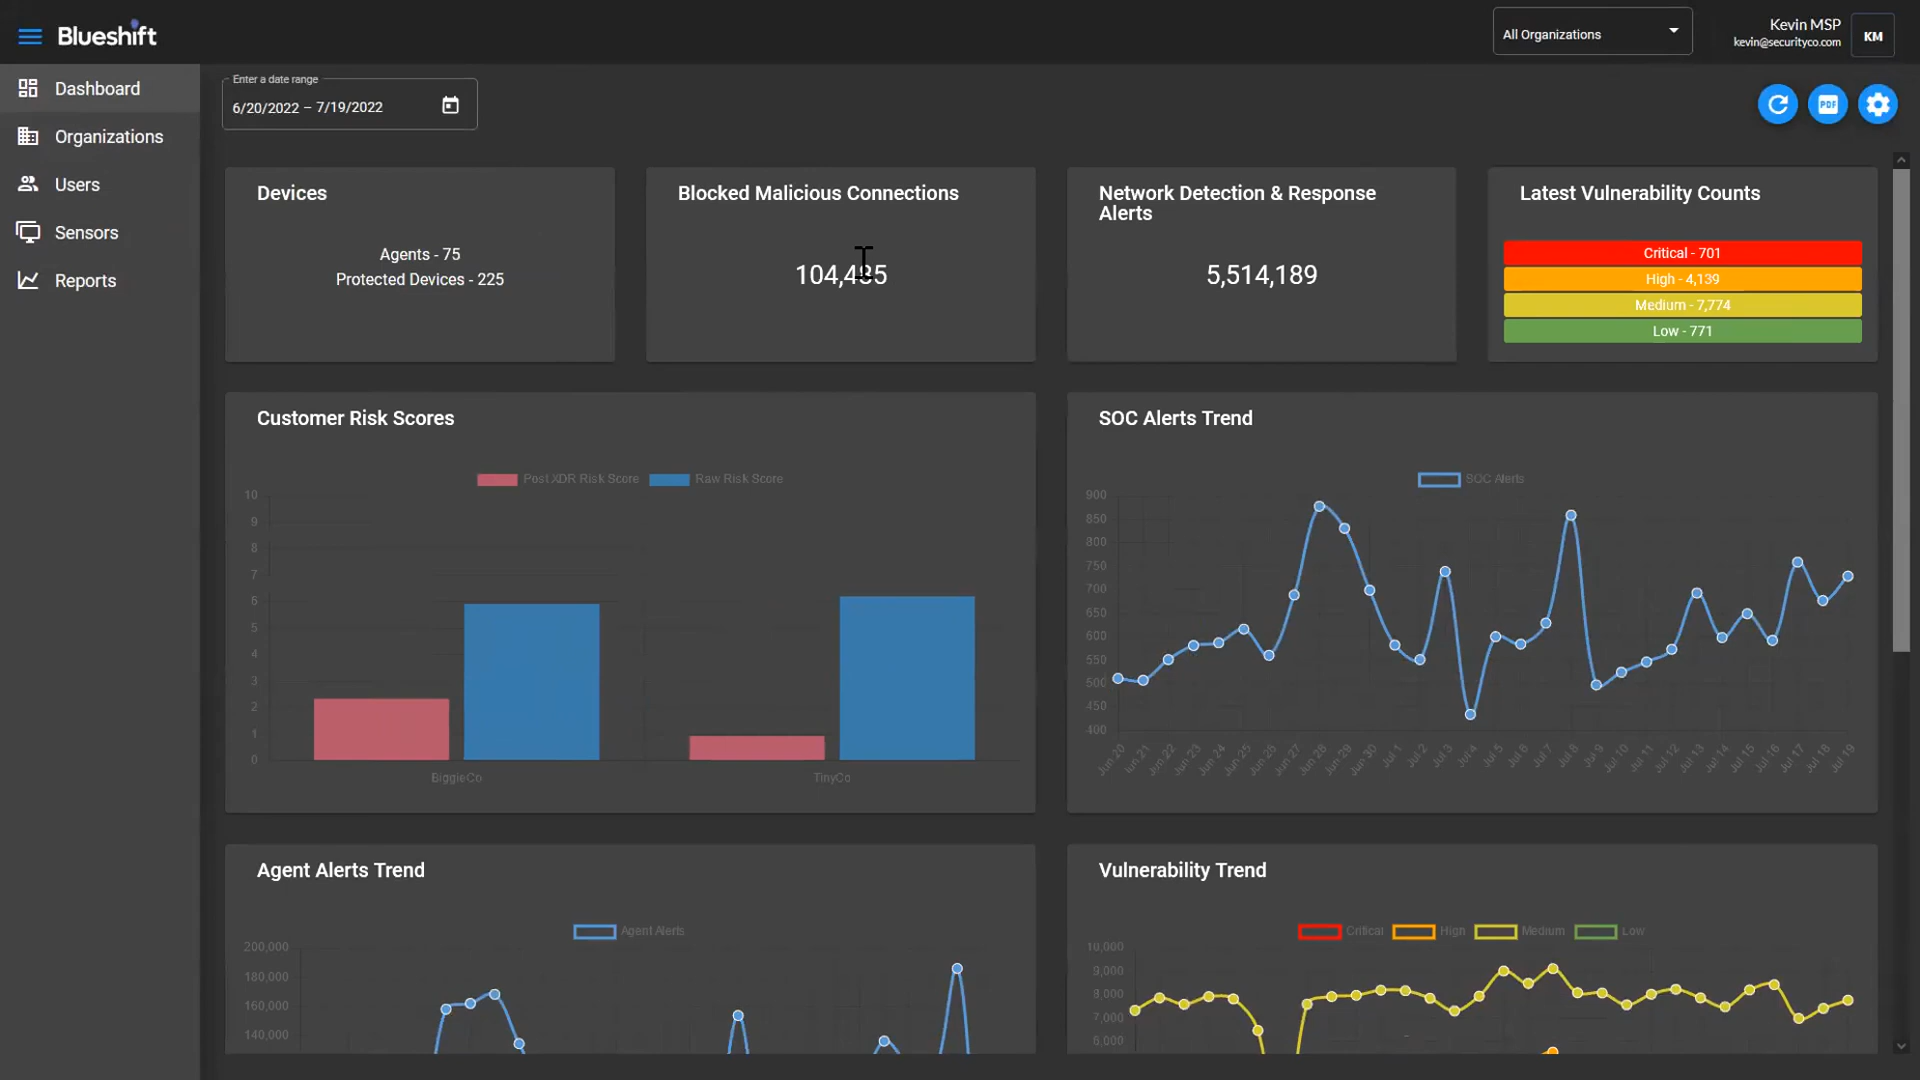 Blueshift
All Organizations
Kevin MSP
kevin@securityco.com
KM
Dashboard
Organizations
Users
Sensors
Reports
Enter a date range
6/20/2022 – 7/19/2022
PDF
Devices
Agents - 75
Protected Devices - 225
Blocked Malicious Connections
Network Detection & Response
Alerts
5,514,189
Latest Vulnerability Counts
Critical - 701
High - 4,139
Medium - 7,774
Low - 771
Customer Risk Scores
Post XDR Risk Score
Raw Risk Score
10
9
8
7
6
5
4
3
2
1
0
BiggieCo
TinyCo
SOC Alerts Trend
SOC Alerts
900
850
800
750
700
650
600
550
500
450
400
Jun 20
Jun 21
Jun 22
Jun 23
Jun 24
Jun 25
Jun 26
Jun 27
Jun 28
Jun 29
Jun 30
Jul 1
Jul 2
Jul 3
Jul 4
Jul 5
Jul 6
Jul 7
Jul 8
Jul 9
Jul 10
Jul 11
Jul 12
Jul 13
Jul 14
Jul 15
Jul 16
Jul 17
Jul 18
Jul 19
Agent Alerts Trend
Agent Alerts
200,000
180,000
160,000
140,000
Vulnerability Trend
Critical
High
Medium
Low
10,000
9,000
8,000
7,000
6,000